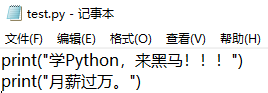 test.py - 记事本
文件(F) 编辑(E) 格式(O) 查看(V) 帮助(H)
print("学Python，来黑马！！！")
print("月薪过万。")